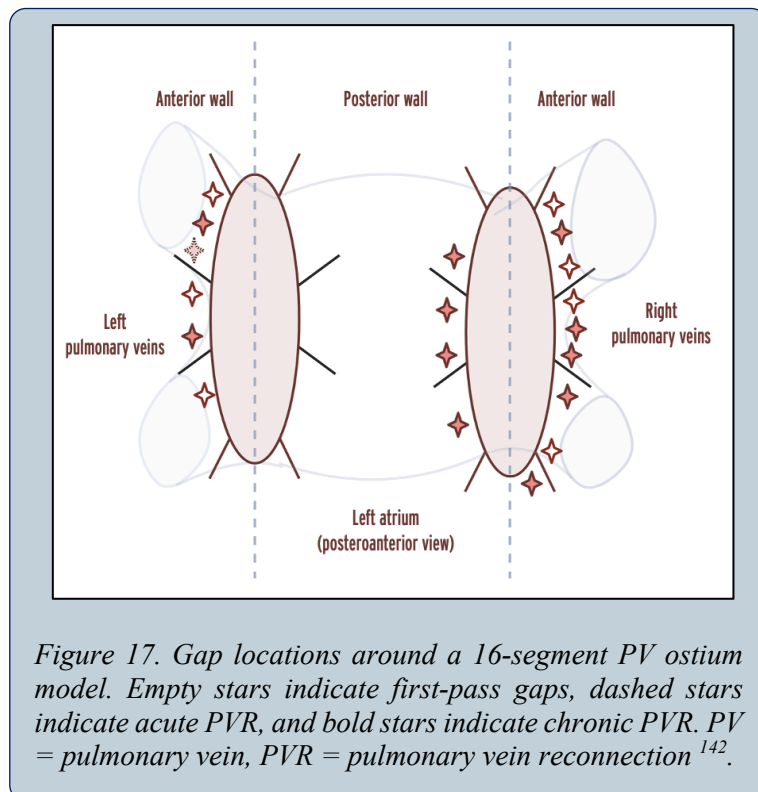 Anterior wall
Posterior wall
Anterior wall
Left
pulmonary veins
Right
pulmonary veins
Left atrium
(posteroanterior view)
Figure 17. Gap locations around a 16-segment PV ostium
model. Empty stars indicate first-pass gaps, dashed stars
indicate acute PVR, and bold stars indicate chronic PVR. PV
= pulmonary vein, PVR = pulmonary vein reconnection 142.